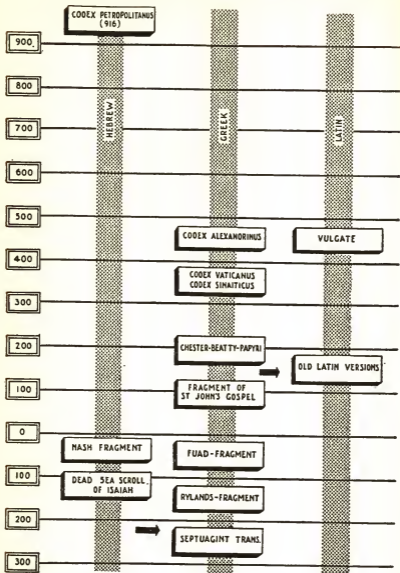 CODEX PETROPOLITANUS
(916)
900
800
700
HEBREW
GREEK
LATIN
600
500
CODEX ALEXANDRINUS
VULGATE
400
CODEX VATICANUS
CODEX SINAITICUS
300
200
CHESTER-BEATTY-PAPYRI
OLD LATIN VERSIONS
100
FRAGMENT OF
ST JOHN'S GOSPEL
0
NASH FRAGMENT
FUAD-FRAGMENT
100
DEAD SEA SCROLL
OF ISAIAH
RYLANDS-FRAGMENT
200
SEPTUAGINT TRANS.
300